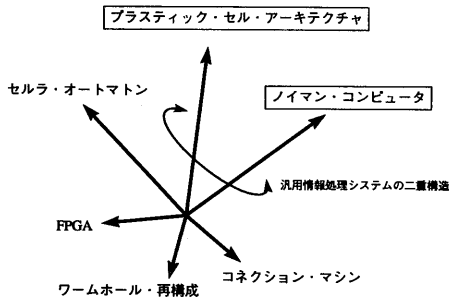 プラスティック・セル・アーキテクチャ
セルラ・オートマトン
ノイマン・コンピュータ
汎用情報処理システムの二重構造
FPGA
コネクション・マシン
ワームホール・再構成